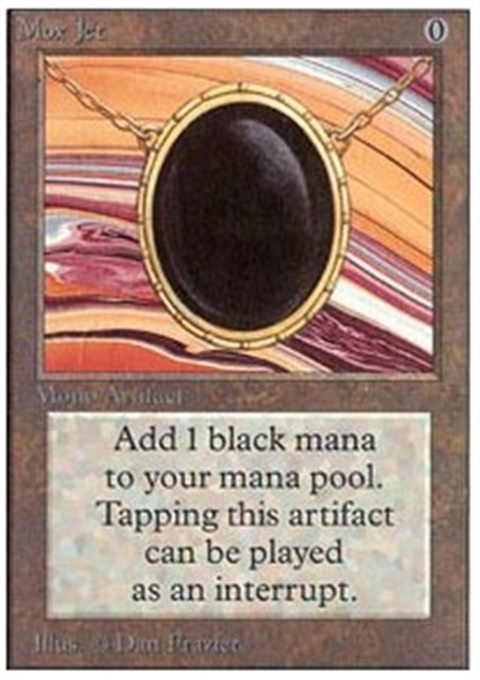 Mox Jet 0
Mono Artifact
Add 1 black mana
to your mana pool.
Tapping this artifact
can be played
as an interrupt.
Illus. © Dan Frazier